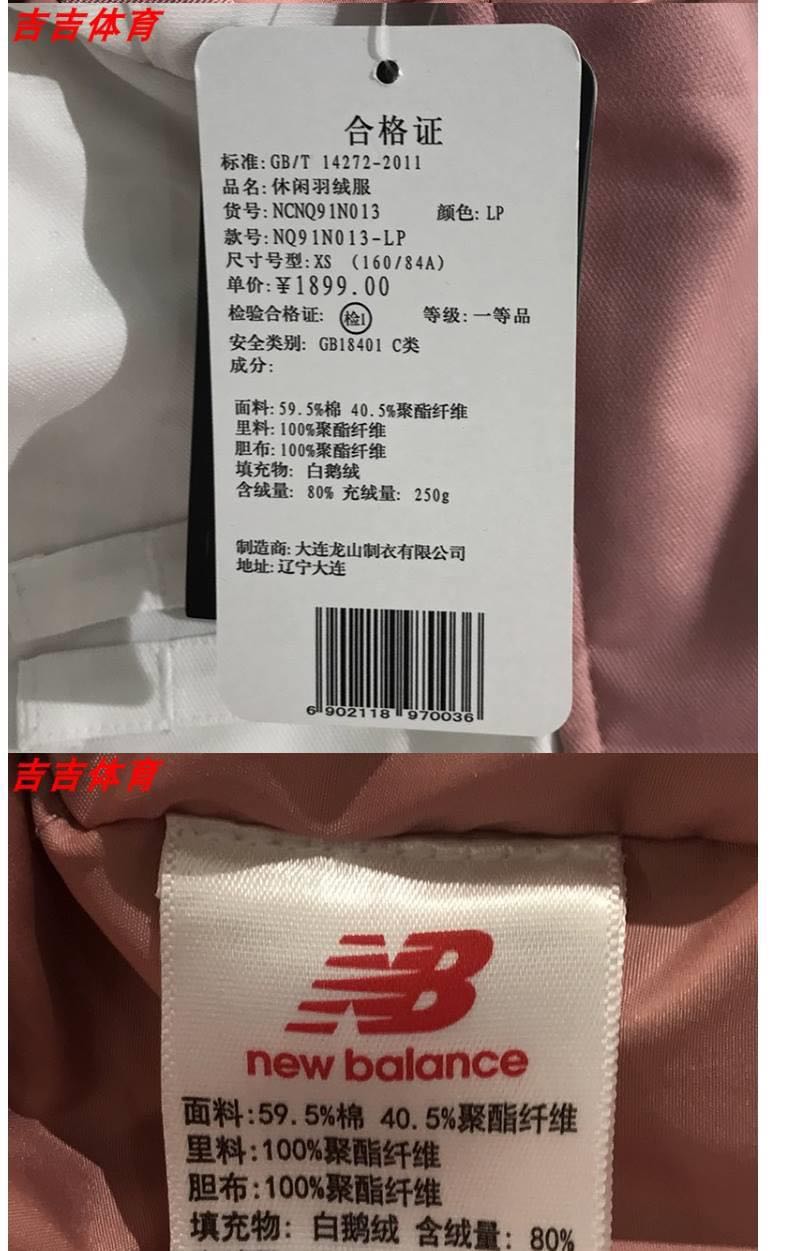 吉吉体育
合格证
标准:GB/T 14272-2011
品名:休闲羽绒服
货号:NCNQ91N013 颜色:LP
款号:NQ91N013-LP
尺寸号型:XS (160/84A)
单价:¥1899.00
检验合格证: 检1 等级:一等品
安全类别: GB18401 C类
成分:
面料:59.5%棉 40.5%聚酯纤维
里料:100%聚酯纤维
胆布:100%聚酯纤维
填充物: 白鹅绒
含绒量: 80% 充绒量: 250g
制造商:大连龙山制衣有限公司
地址:辽宁大连
6 902118 970036
吉吉体育
NB
new balance
面料:59.5%棉 40.5%聚酯纤维
里料:100%聚酯纤维
胆布:100%聚酯纤维
填充物: 白鹅绒 含绒量: 80%